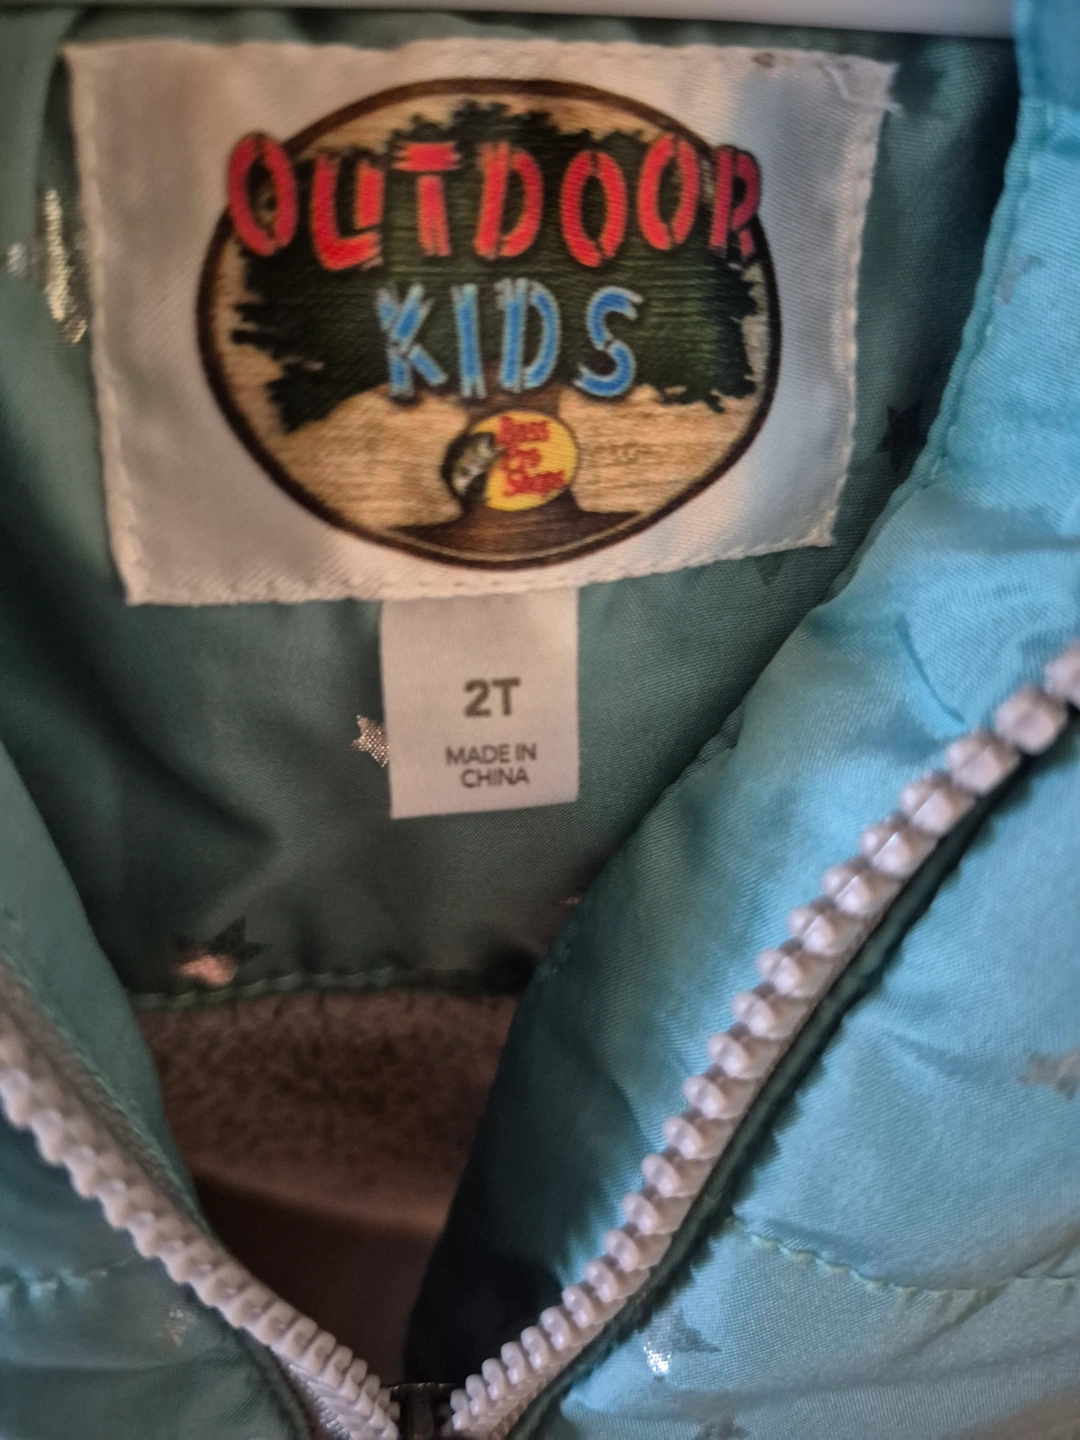 OUTDOOR
KIDS
Bass
Pro
Shops
2T
MADE IN
CHINA